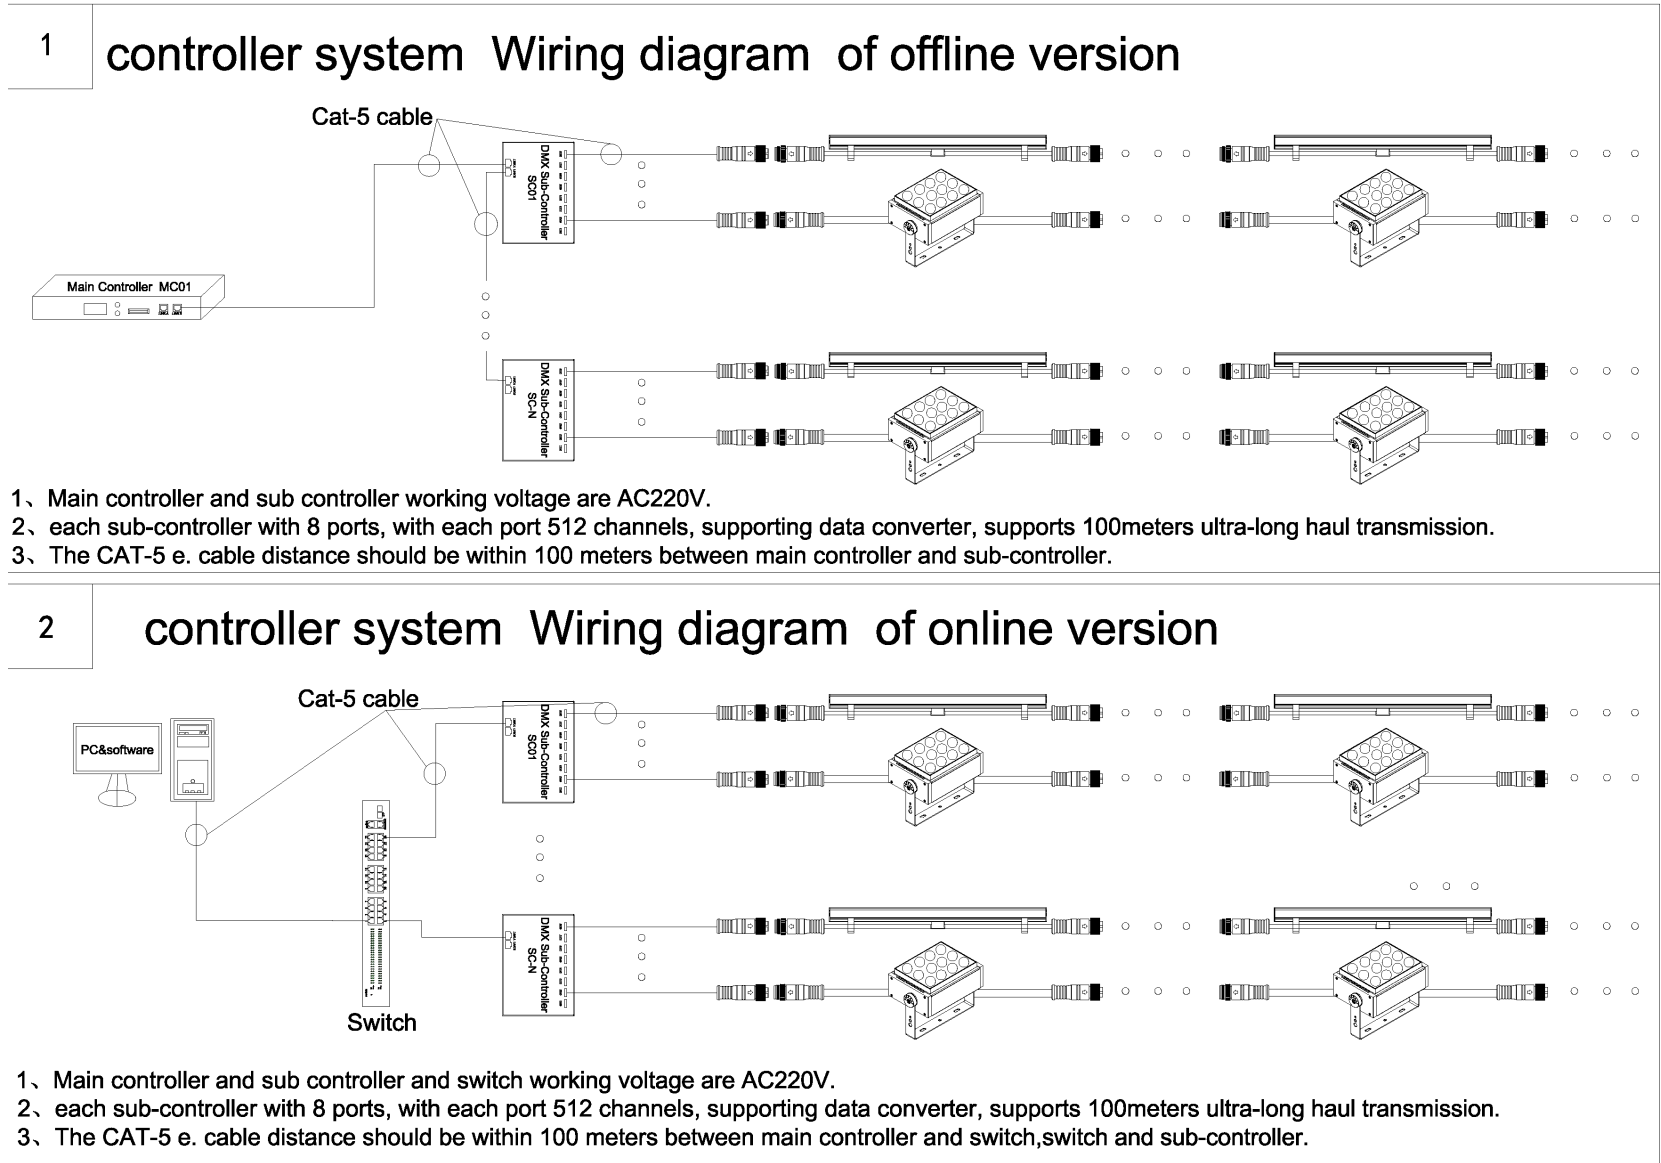 1
controller system Wiring diagram of offline version
Cat-5 cable
DMX Sub-Controller
SC01
Main Controller MC01
DMX Sub-Controller
SC-N
1、Main controller and sub controller working voltage are AC220V.
2、each sub-controller with 8 ports, with each port 512 channels, supporting data converter, supports 100meters ultra-long haul transmission.
3、The CAT-5 e. cable distance should be within 100 meters between main controller and sub-controller.
2
controller system Wiring diagram of online version
Cat-5 cable
PC&software
DMX Sub-Controller
SC01
DMX Sub-Controller
SC-N
Switch
1、Main controller and sub controller and switch working voltage are AC220V.
2、each sub-controller with 8 ports, with each port 512 channels, supporting data converter, supports 100meters ultra-long haul transmission.
3、The CAT-5 e. cable distance should be within 100 meters between main controller and switch,switch and sub-controller.